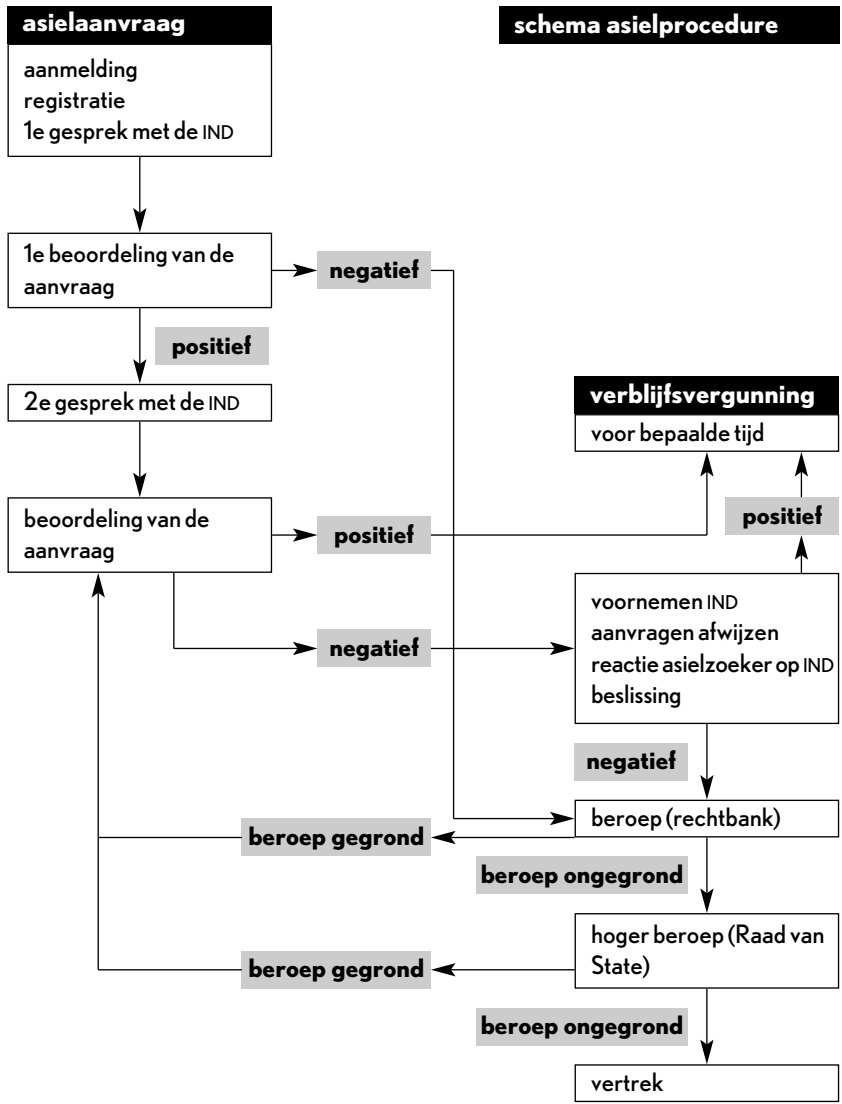 asielaanvraag
schema asielprocedure
aanmelding
registratie
1e gesprek met de IND
1e beoordeling van de
aanvraag
negatief
positief
2e gesprek met de IND
verblijfsvergunning
voor bepaalde tijd
beoordeling van de
aanvraag
positief
positief
negatief
voornemen IND
aanvragen afwijzen
reactie asielzoeker op IND
beslissing
negatief
beroep (rechtbank)
beroep gegrond
beroep ongegrond
hoger beroep (Raad van
State)
beroep gegrond
beroep ongegrond
vertrek